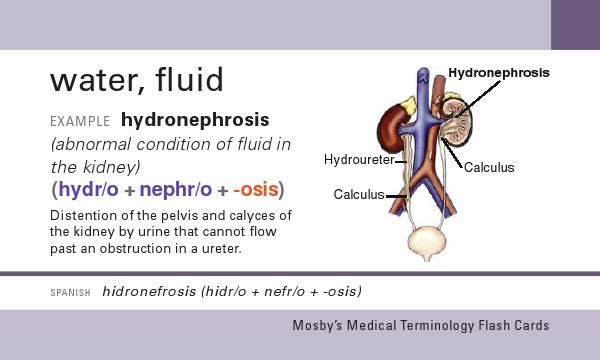 water, fluid
EXAMPLE hydronephrosis
(abnormal condition of fluid in
the kidney)
(hydr/o + nephr/o + -osis)
Distention of the pelvis and calyces of
the kidney by urine that cannot flow
past an obstruction in a ureter.
Hydronephrosis
Hydroureter
Calculus
Calculus
SPANISH hidronefrosis (hidr/o + nefr/o + -osis)
Mosby's Medical Terminology Flash Cards